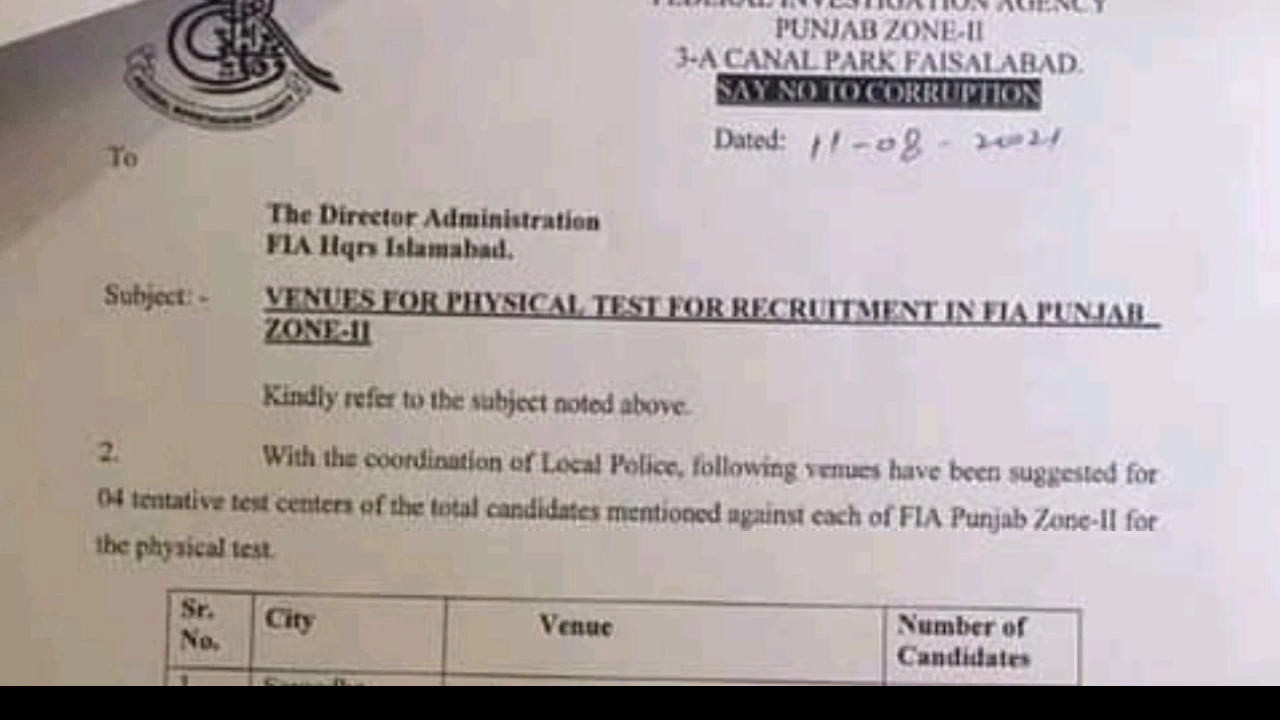 FEDERAL INVESTIGATION AGENCY
PUNJAB ZONE-II
3-A CANAL PARK FAISALABAD.
SAY NO TO CORRUPTION
Dated: 11-08-2021
To
The Director Administration
FIA Hqrs Islamabad.
Subject: - VENUES FOR PHYSICAL TEST FOR RECRUITMENT IN FIA PUNJAB
ZONE-II
Kindly refer to the subject noted above.
2. With the coordination of Local Police, following venues have been suggested for
04 tentative test centers of the total candidates mentioned against each of FIA Punjab Zone-II for
the physical test.
Sr. No. City Venue Number of Candidates